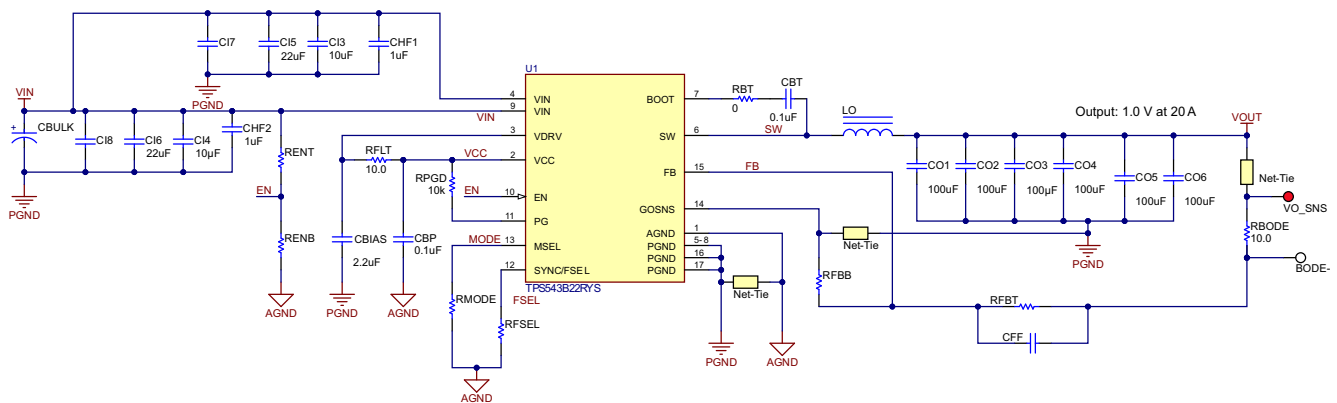 CI7
CI5
22uF
CI3
10uF
CHF1
1uF
PGND
VIN
+
CBULK
CI8
CI6
22uF
CI4
10µF
CHF2
1uF
PGND
VIN
RENT
EN
RENB
AGND
RFLT
10.0
VCC
RPGD
10k
EN
CBIAS
2.2uF
PGND
CBP
0.1uF
AGND
MODE
RMODE
FSEL
RFSEL
AGND
U1
4 VIN
9 VIN
3 VDRV
2 VCC
10 EN
11 PG
13 MSEL
12 SYNC/FSEL
BOOT 7
SW 6
FB 15
GOSNS 14
AGND 1
PGND 5-8
PGND 16
PGND 17
TPS543B22RYS
RBT
0
CBT
0.1uF
SW
LO
FB
Output: 1.0 V at 20 A
VOUT
CO1
100uF
CO2
100uF
CO3
100µF
CO4
100uF
CO5
100uF
CO6
100uF
PGND
Net-Tie
VO_SNS
RBODE
10.0
BODE-
Net-Tie
RFBB
Net-Tie
PGND
AGND
RFBT
CFF